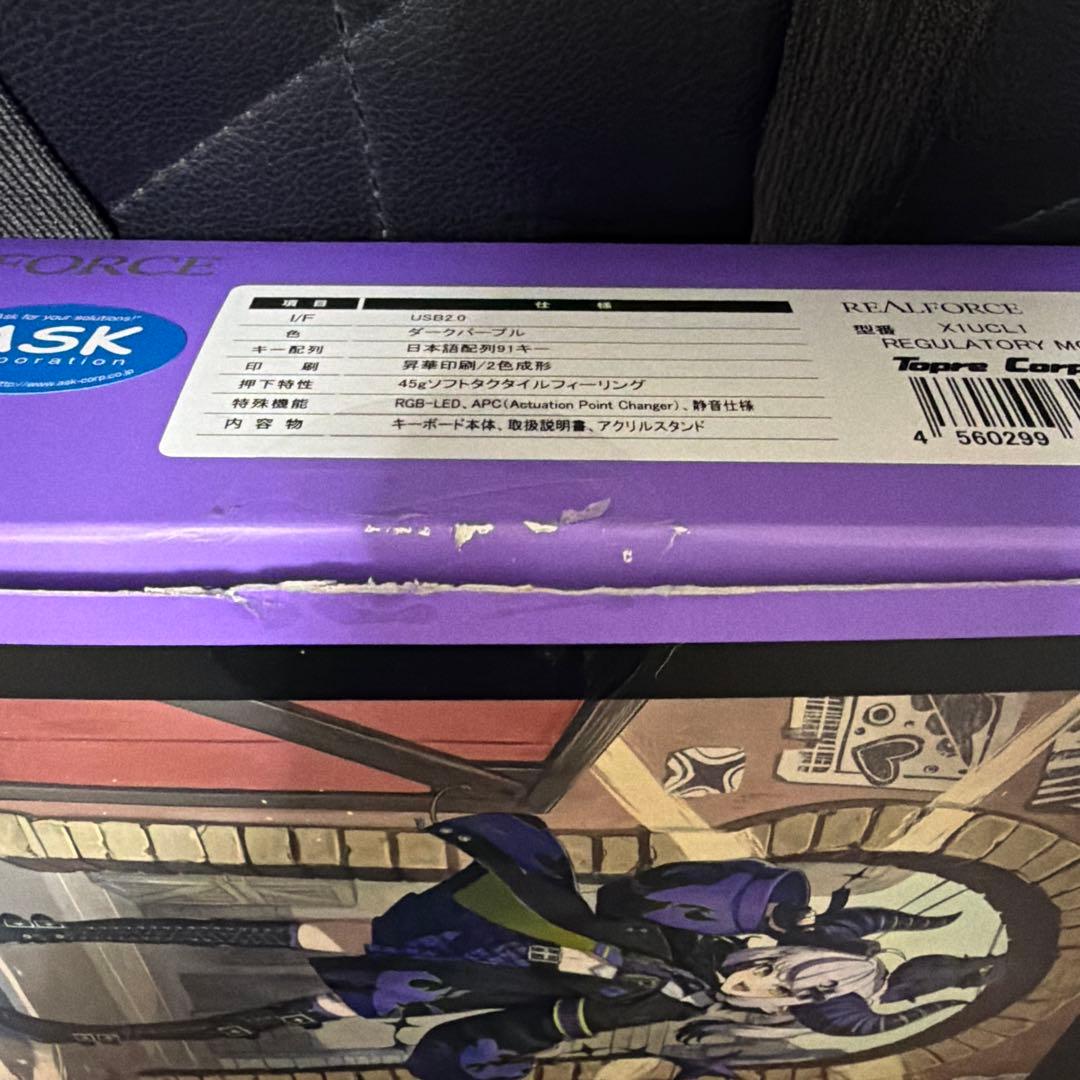 FORCE
Ask for your solutions!"
ASK
poration
http://www.ask-corp.co.jp
項 目 仕 様
I/F USB2.0
色 ダークパープル
キー配列 日本語配列91キー
印 刷 昇華印刷/2色成形
押下特性 45gソフトタクタイルフィーリング
特殊機能 RGB-LED、APC(Actuation Point Changer)、静音仕様
内 容 物 キーボード本体、取扱説明書、アクリルスタンド
REALFORCE
型番 X1UCL1
REGULATORY MO
Topre Corp
4 560299